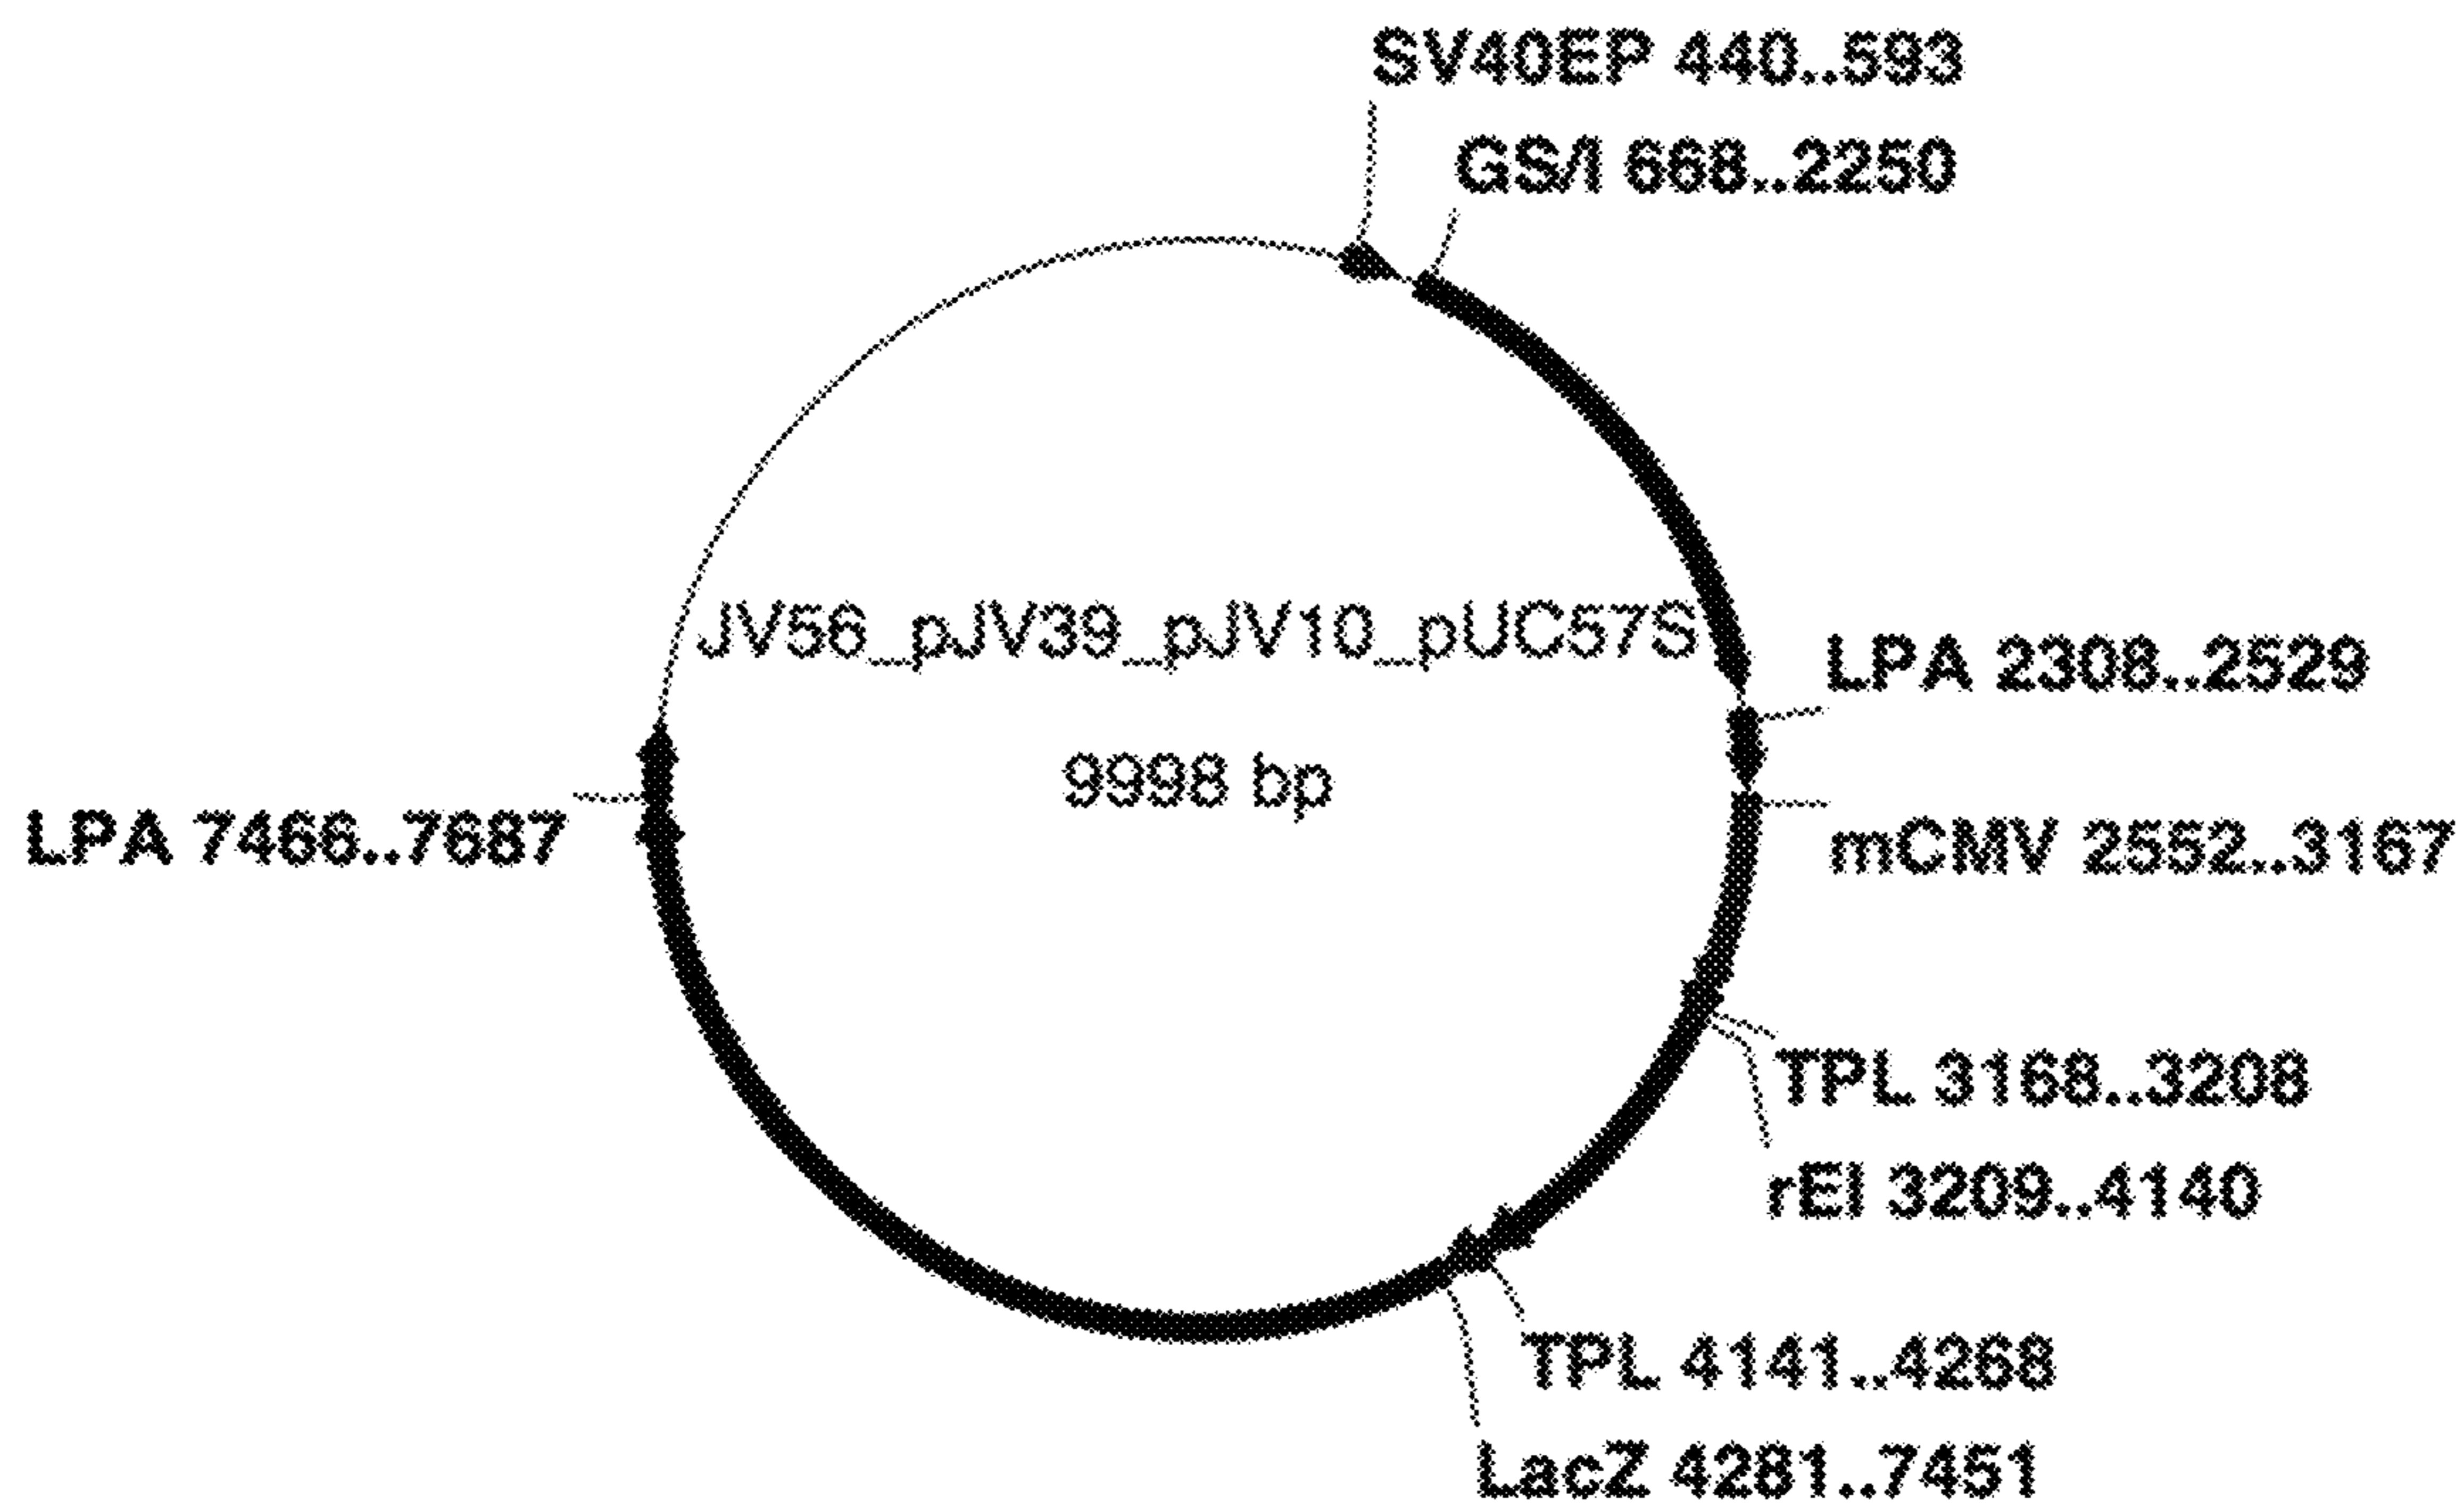 SV40EP 440..593
GS/I 668..2250
JV56_pJV39_pJV10_pUC57S
LPA 2308..2529
9998 bp
LPA 7466..7687
mCMV 2552..3167
TPL 3168..3208
rEI 3209..4140
TPL 4141..4268
LacZ 4281..7451